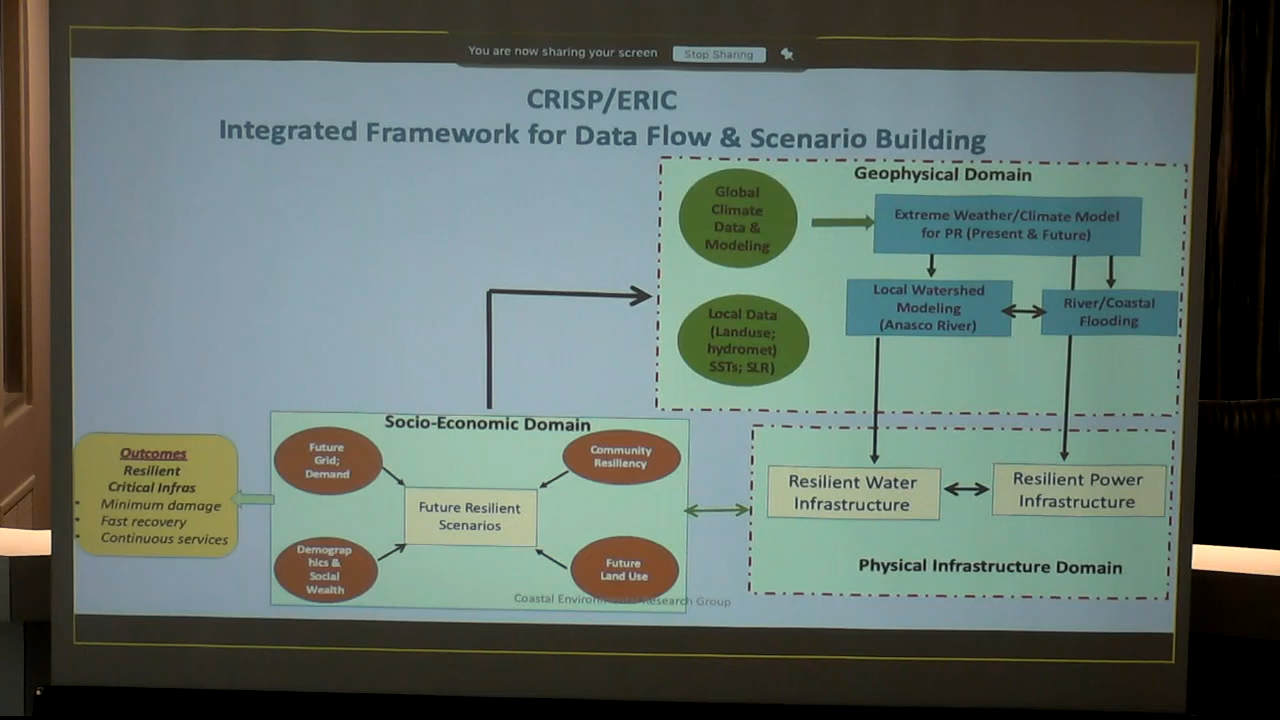 You are now sharing your screen
Stop Sharing
CRISP/ERIC
Integrated Framework for Data Flow & Scenario Building
Geophysical Domain
Global
Climate
Data &
Modeling
Extreme Weather/Climate Model
for PR (Present & Future)
Local Watershed
Modeling
(Anasco River)
River/Coastal
Flooding
Local Data
(Landuse;
hydromet)
SSTs; SLR)
Socio-Economic Domain
Future
Grid;
Demand
Community
Resiliency
Future Resilient
Scenarios
Demograp
hics &
Social
Wealth
Future
Land Use
Outcomes
Resilient
Critical Infras
• Minimum damage
• Fast recovery
• Continuous services
Resilient Water
Infrastructure
Resilient Power
Infrastructure
Physical Infrastructure Domain
Coastal Environmental Research Group